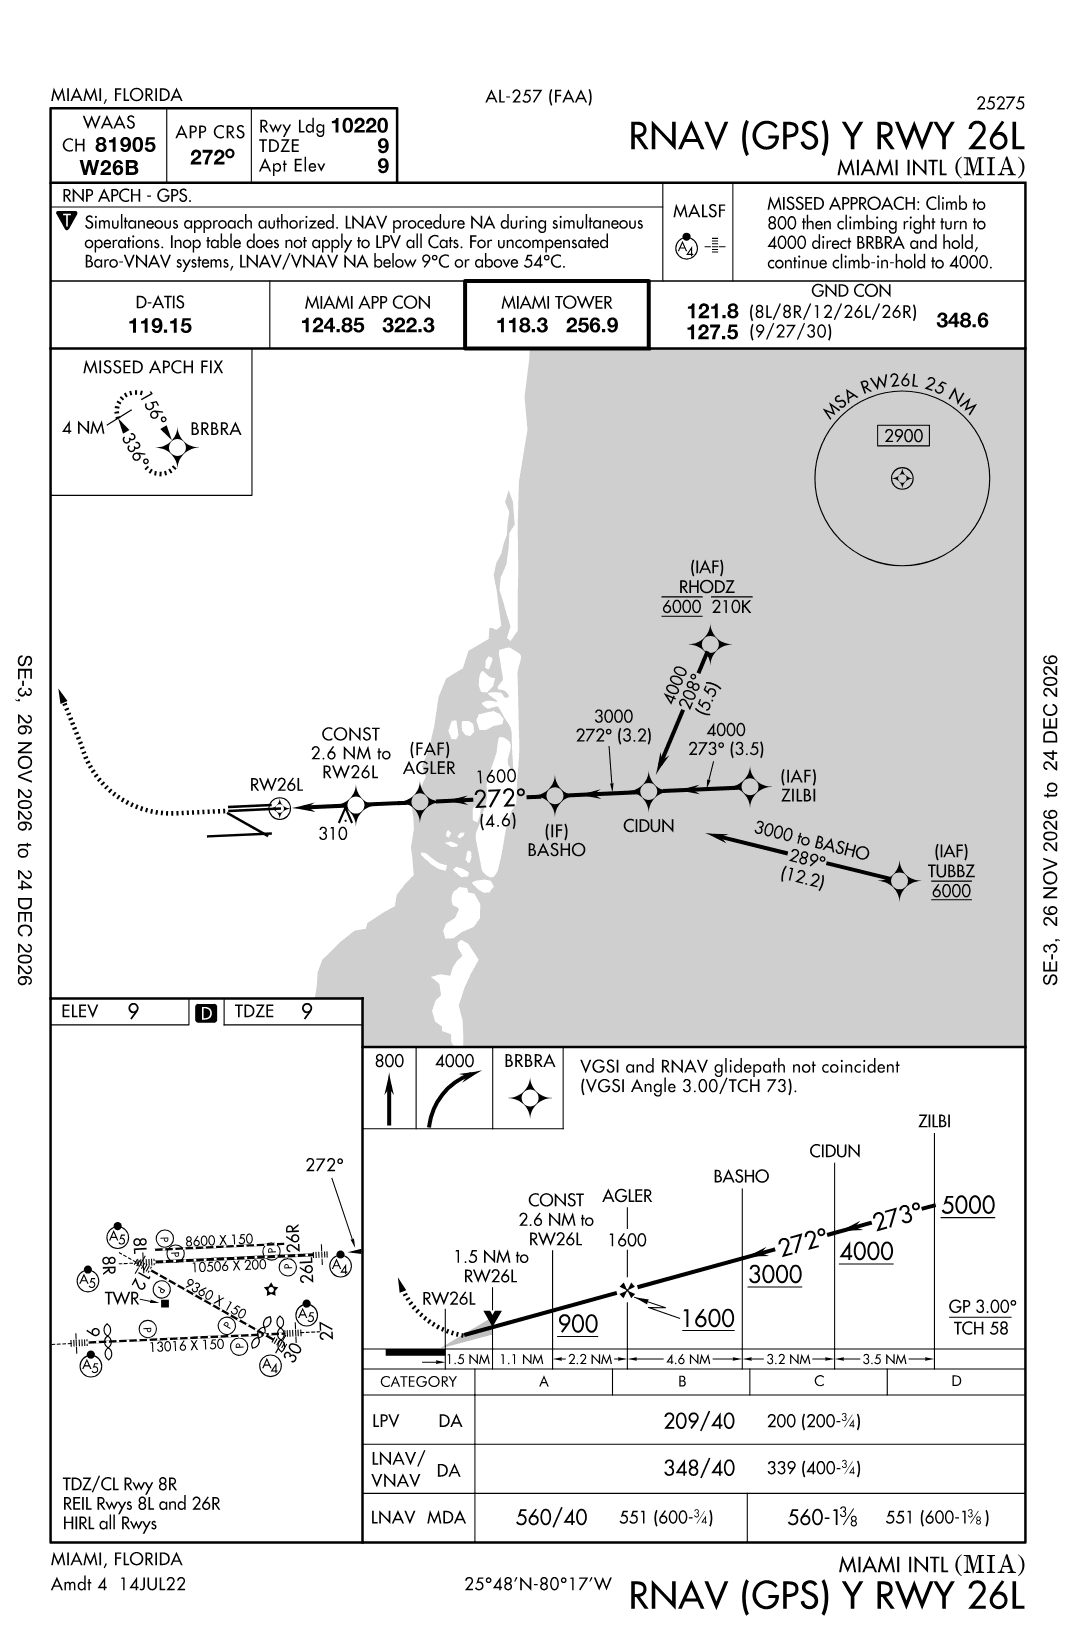 MIAMI, FLORIDA
AL-257 (FAA)
25275
RNAV (GPS) Y RWY 26L
MIAMI INTL (MIA)
WAAS
CH 81905
W26B
APP CRS
272°
Rwy Ldg 10220
TDZE 9
Apt Elev 9
RNP APCH - GPS.
T
Simultaneous approach authorized. LNAV procedure NA during simultaneous
operations. Inop table does not apply to LPV all Cats. For uncompensated
Baro-VNAV systems, LNAV/VNAV NA below 9°C or above 54°C.
MALSF
A4
MISSED APPROACH: Climb to
800 then climbing right turn to
4000 direct BRBRA and hold,
continue climb-in-hold to 4000.
D-ATIS
119.15
MIAMI APP CON
124.85 322.3
MIAMI TOWER
118.3 256.9
GND CON
121.8 (8L/8R/12/26L/26R)
127.5 (9/27/30)
348.6
MISSED APCH FIX
4 NM
156°
336°
BRBRA
MSA RW26L 25 NM
2900
(IAF)
RHODZ
6000 210K
4000
208°
(5.5)
3000
272° (3.2)
4000
273° (3.5)
(IAF)
ZILBI
CONST
2.6 NM to
RW26L
(FAF)
AGLER
RW26L
310
1600
272°
(4.6)
(IF)
BASHO
CIDUN
3000 to BASHO
289°
(12.2)
(IAF)
TUBBZ
6000
SE-3, 26 NOV 2026 to 24 DEC 2026
SE-3, 26 NOV 2026 to 24 DEC 2026
ELEV 9
D
TDZE 9
272°
A5
8L
P
8600 X 150
P
26R
P
10506 X 200
P
26L
A4
8R
A5
12
P
9360 X 150
TWR
A5
9
P
P
27
13016 X 150
P
30
A5
A4
TDZ/CL Rwy 8R
REIL Rwys 8L and 26R
HIRL all Rwys
800
4000
BRBRA
VGSI and RNAV glidepath not coincident
(VGSI Angle 3.00/TCH 73).
ZILBI
CIDUN
BASHO
AGLER
1600
CONST
2.6 NM to
RW26L
1.5 NM to
RW26L
RW26L
5000
273°
4000
272°
3000
1600
900
GP 3.00°
TCH 58
1.5 NM
1.1 NM
2.2 NM
4.6 NM
3.2 NM
3.5 NM
CATEGORY A B C D
LPV DA 209/40 200 (200-¾)
LNAV/
VNAV DA 348/40 339 (400-¾)
LNAV MDA 560/40 551 (600-¾) 560-1⅜ 551 (600-1⅜)
MIAMI, FLORIDA
Amdt 4 14JUL22
25°48'N-80°17'W
MIAMI INTL (MIA)
RNAV (GPS) Y RWY 26L